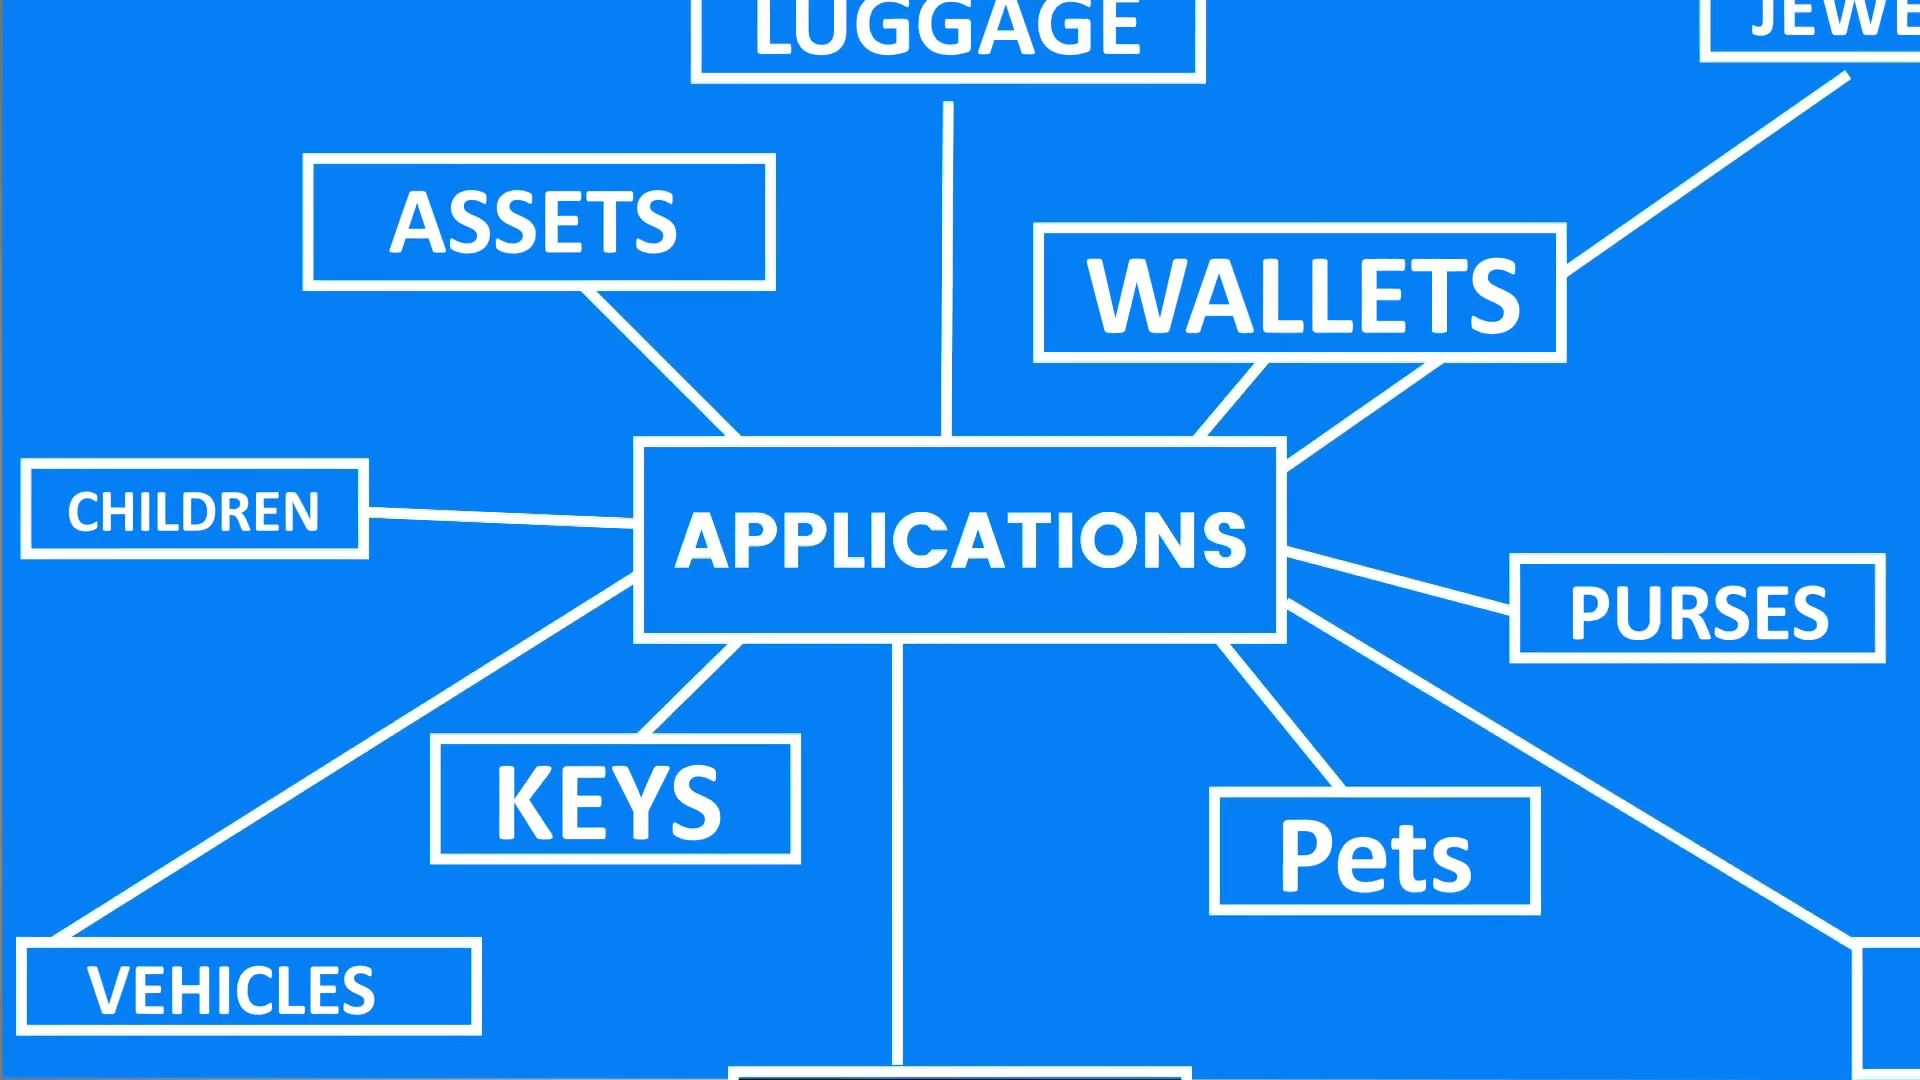 LUGGAGE
ASSETS
WALLETS
CHILDREN
APPLICATIONS
PURSES
KEYS
Pets
VEHICLES